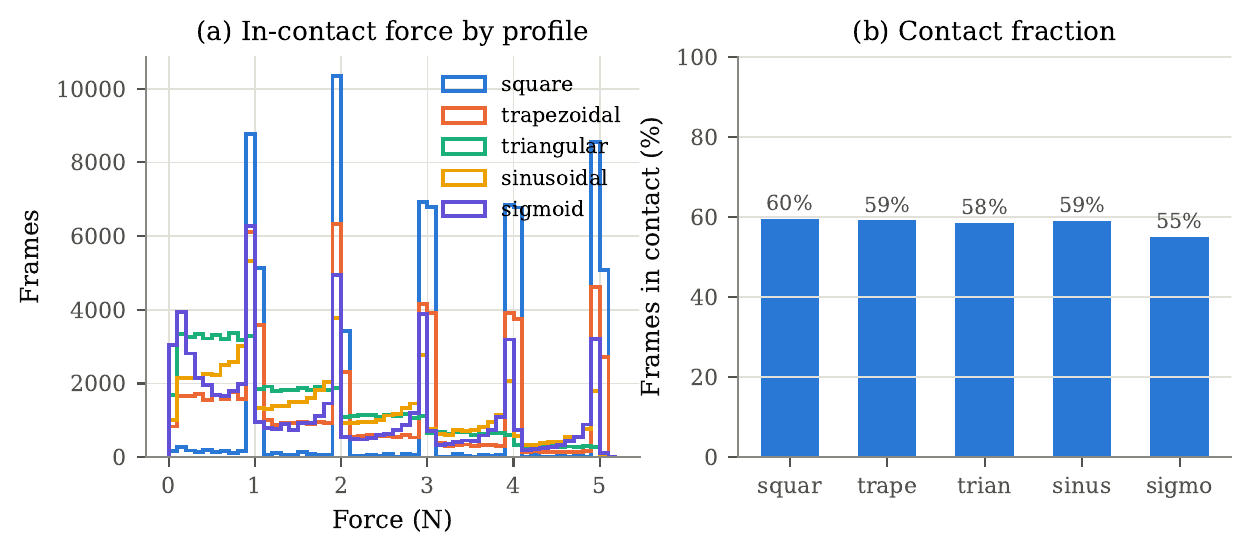 (a) In-contact force by profile
Frames
10000
8000
6000
4000
2000
0
square
trapezoidal
triangular
sinusoidal
sigmoid
0 1 2 3 4 5
Force (N)
(b) Contact fraction
Frames in contact (%)
100
80
60
40
20
0
60% 59% 58% 59% 55%
squar trape trian sinus sigmo